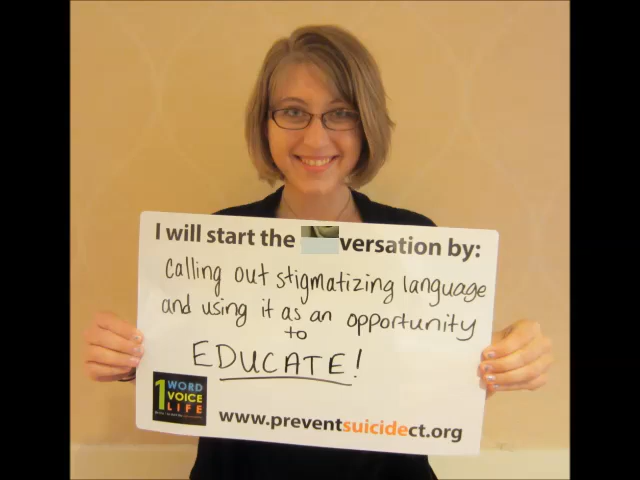 I will start the versation by:
calling out stigmatizing language
and using it as an opportunity
to
EDUCATE!
1 WORD
VOICE
LIFE
www.preventsuicidect.org